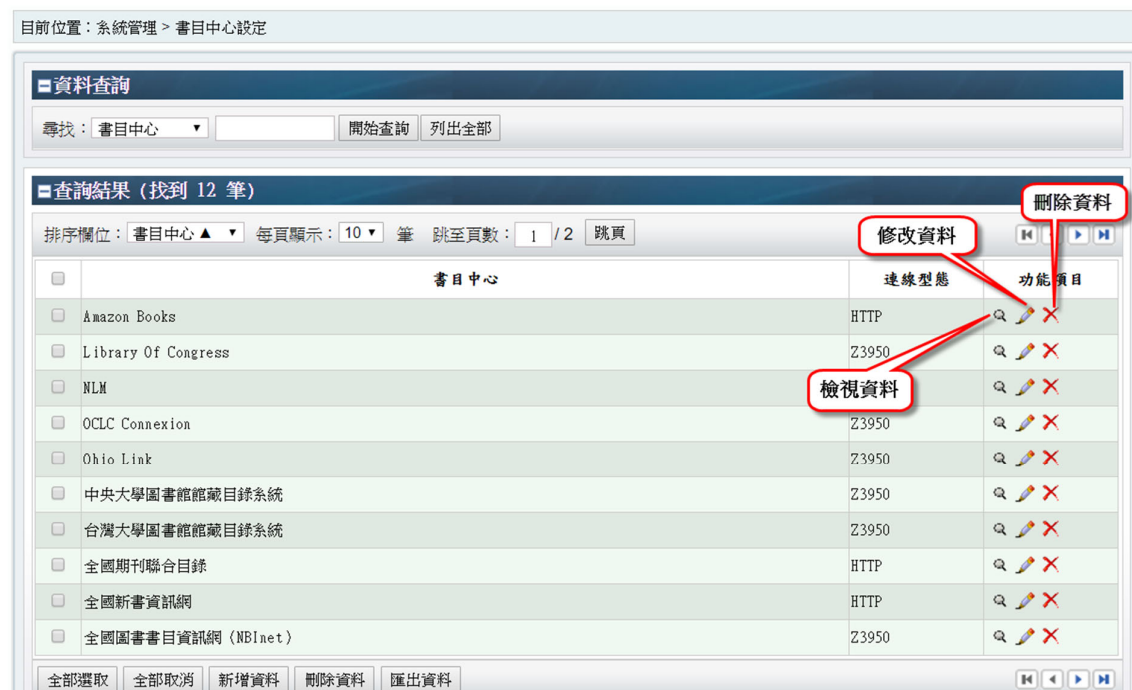 目前位置：系統管理 > 書目中心設定
資料查詢
尋找： 書目中心 ▼ 開始查詢 列出全部
查詢結果 (找到 12 筆)
刪除資料
排序欄位： 書目中心▲ ▼ 每頁顯示： 10 ▼ 筆 跳至頁數： 1 / 2 跳頁
修改資料
書目中心 連線型態 功能項目
Amazon Books HTTP
Library Of Congress Z3950
NLM
檢視資料
OCLC Connexion Z3950
Ohio Link Z3950
中央大學圖書館館藏目錄系統 Z3950
台灣大學圖書館館藏目錄系統 Z3950
全國期刊聯合目錄 HTTP
全國新書資訊網 HTTP
全國圖書書目資訊網 (NBInet) Z3950
全部選取 全部取消 新增資料 刪除資料 匯出資料